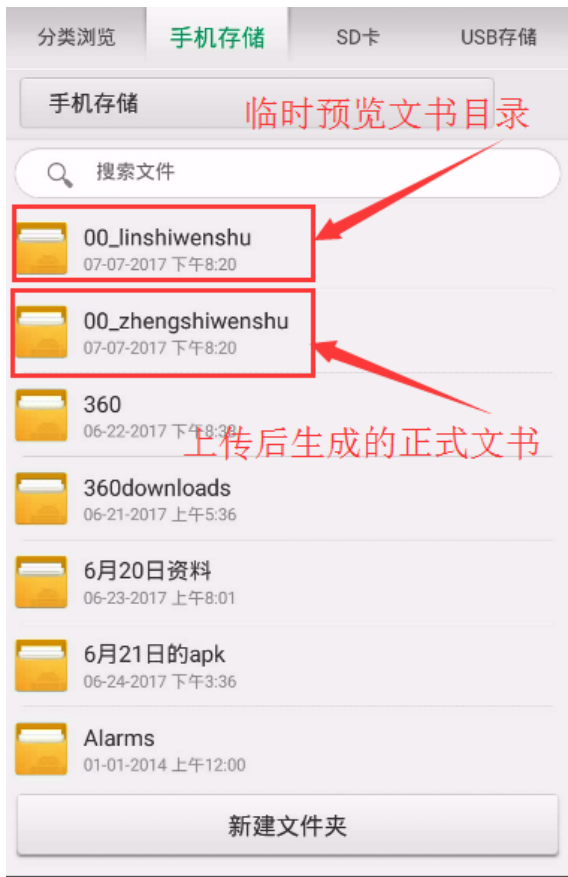 分类浏览 手机存储 SD卡 USB存储
手机存储
临时预览文书目录
搜索文件
00_linshiwenshu
07-07-2017 下午8:20
00_zhengshiwenshu
07-07-2017 下午8:20
360
06-22-2017 下午8:38
上传后生成的正式文书
360downloads
06-21-2017 上午5:36
6月20日资料
06-23-2017 上午8:01
6月21日的apk
06-24-2017 下午3:36
Alarms
01-01-2014 上午12:00
新建文件夹